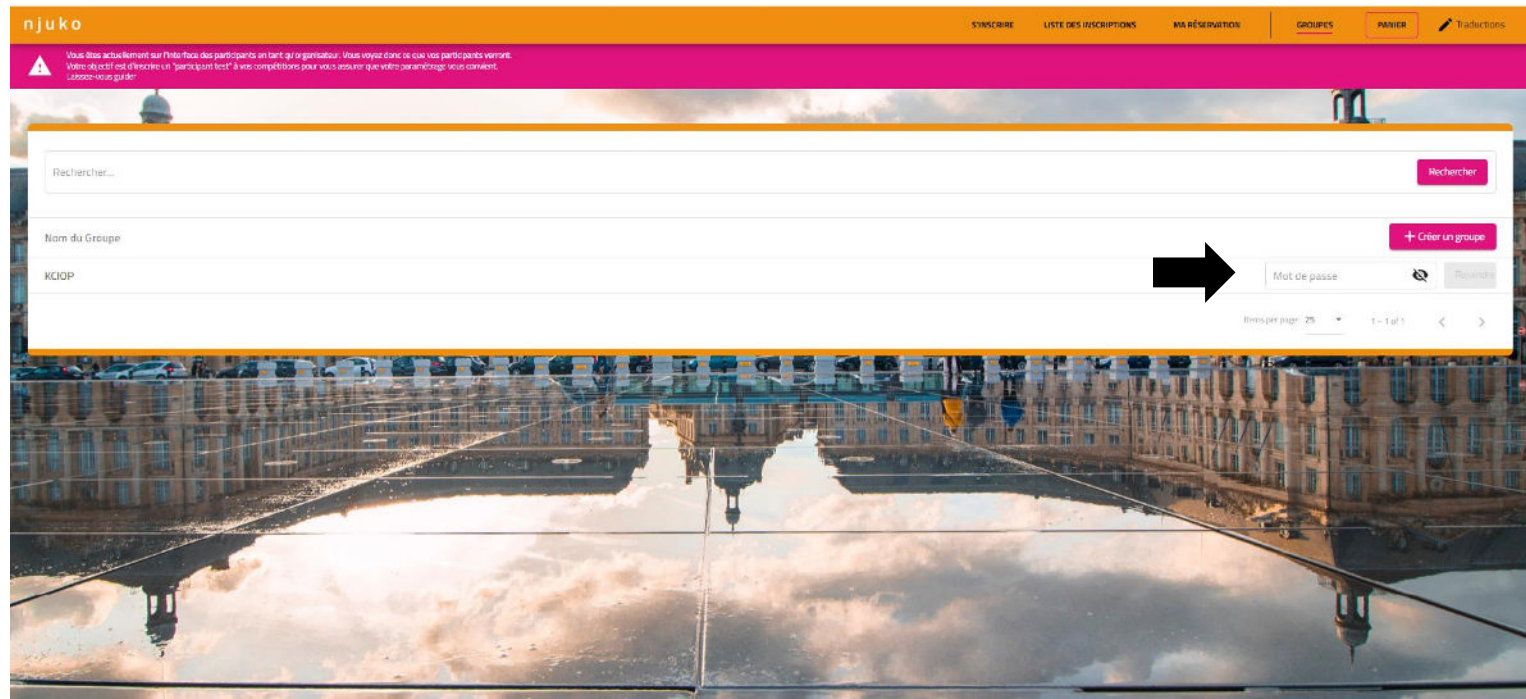 njuko
S'INSCRIRE LISTE DES INSCRIPTIONS MA RÉSERVATION GROUPES PANIER Traductions
Vous êtes actuellement sur l'interface des participants en tant qu'organisateur. Vous voyez donc ce que vos participants verront.
Votre objectif est d'inscrire un "participant test" à vos compétitions pour vous assurer que votre paramétrage vous convient.
Laissez-vous guider
Rechercher... Rechercher
Nom du Groupe + Créer un groupe
KCIOP Mot de passe
Items per page: 25 1 – 1 of 1